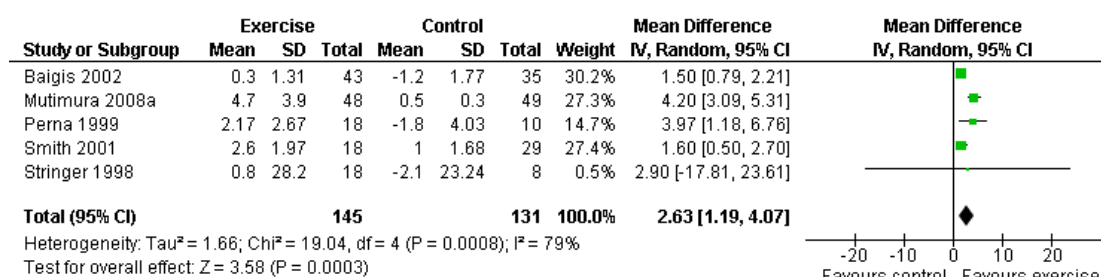 Exercise Control Mean Difference Mean Difference
Study or Subgroup Mean SD Total Mean SD Total Weight IV, Random, 95% CI IV, Random, 95% CI
Baigis 2002 0.3 1.31 43 -1.2 1.77 35 30.2% 1.50 [0.79, 2.21]
Mutimura 2008a 4.7 3.9 48 0.5 0.3 49 27.3% 4.20 [3.09, 5.31]
Perna 1999 2.17 2.67 18 -1.8 4.03 10 14.7% 3.97 [1.18, 6.76]
Smith 2001 2.6 1.97 18 1 1.68 29 27.4% 1.60 [0.50, 2.70]
Stringer 1998 0.8 28.2 18 -2.1 23.24 8 0.5% 2.90 [-17.81, 23.61]
Total (95% CI) 145 131 100.0% 2.63 [1.19, 4.07]
Heterogeneity: Tau² = 1.66; Chi² = 19.04, df = 4 (P = 0.0008); I² = 79%
Test for overall effect: Z = 3.58 (P = 0.0003)
-20 -10 0 10 20
Favours control Favours exercise